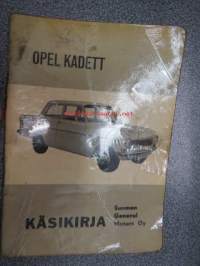 OPEL KADETT
KÄSIKIRJA
Suomen
General
Motors Oy